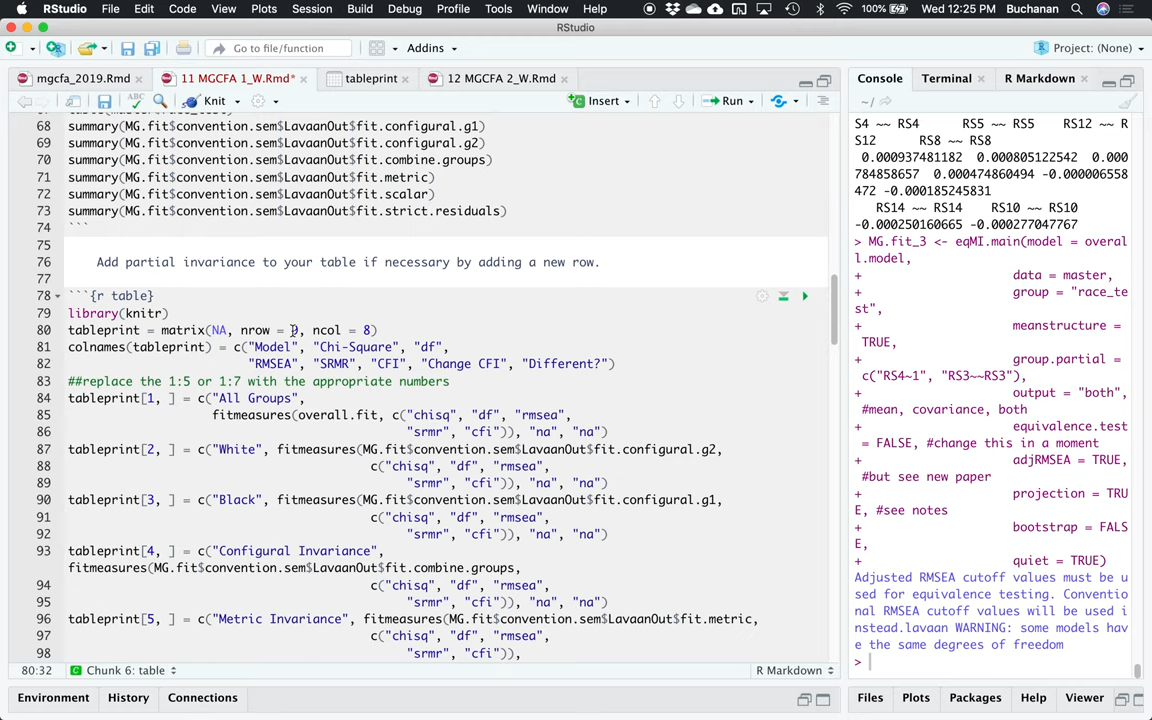 RStudio File Edit Code View Plots Session Build Debug Profile Tools Window Help 100% Wed 12:25 PM Buchanan
RStudio
Go to file/function Addins Project: (None)
mgcfa_2019.Rmd 11 MGCFA 1_W.Rmd* tableprint 12 MGCFA 2_W.Rmd
ABC Knit Insert Run
68 summary(MG.fit$convention.sem$LavaanOut$fit.configural.g1)
69 summary(MG.fit$convention.sem$LavaanOut$fit.configural.g2)
70 summary(MG.fit$convention.sem$LavaanOut$fit.combine.groups)
71 summary(MG.fit$convention.sem$LavaanOut$fit.metric)
72 summary(MG.fit$convention.sem$LavaanOut$fit.scalar)
73 summary(MG.fit$convention.sem$LavaanOut$fit.strict.residuals)
74 ```
75
76 Add partial invariance to your table if necessary by adding a new row.
77
78 ```{r table}
79 library(knitr)
80 tableprint = matrix(NA, nrow = 9, ncol = 8)
81 colnames(tableprint) = c("Model", "Chi-Square", "df",
82 "RMSEA", "SRMR", "CFI", "Change CFI", "Different?")
83 ##replace the 1:5 or 1:7 with the appropriate numbers
84 tableprint[1, ] = c("All Groups",
85 fitmeasures(overall.fit, c("chisq", "df", "rmsea",
86 "srmr", "cfi")), "na", "na")
87 tableprint[2, ] = c("White", fitmeasures(MG.fit$convention.sem$LavaanOut$fit.configural.g2,
88 c("chisq", "df", "rmsea",
89 "srmr", "cfi")), "na", "na")
90 tableprint[3, ] = c("Black", fitmeasures(MG.fit$convention.sem$LavaanOut$fit.configural.g1,
91 c("chisq", "df", "rmsea",
92 "srmr", "cfi")), "na", "na")
93 tableprint[4, ] = c("Configural Invariance",
fitmeasures(MG.fit$convention.sem$LavaanOut$fit.combine.groups,
94 c("chisq", "df", "rmsea",
95 "srmr", "cfi")), "na", "na")
96 tableprint[5, ] = c("Metric Invariance", fitmeasures(MG.fit$convention.sem$LavaanOut$fit.metric,
97 c("chisq", "df", "rmsea",
98 "srmr", "cfi")),
80:32 Chunk 6: table R Markdown
Environment History Connections
Console Terminal R Markdown
~/
S4 ~~ RS4 RS5 ~~ RS5 RS12 ~~ R
S12 RS8 ~~ RS8
0.000937481182 0.000805122542 0.000
784858657 0.000474860494 -0.000006558
472 -0.000185245831
RS14 ~~ RS14 RS10 ~~ RS10
-0.000250160665 -0.000277047767
> MG.fit_3 <- eqMI.main(model = overal
l.model,
+ data = master,
+ group = "race_te
st",
+ meanstructure =
TRUE,
+ group.partial =
c("RS4~1", "RS3~~RS3"),
+ output = "both",
#mean, covariance, both
+ equivalence.test
= FALSE, #change this in a moment
+ adjRMSEA = TRUE,
#but see new paper
+ projection = TRU
E, #see notes
+ bootstrap = FALS
E,
+ quiet = TRUE)
Adjusted RMSEA cutoff values must be u
sed for equivalence testing. Conventio
nal RMSEA cutoff values will be used i
nstead.lavaan WARNING: some models hav
e the same degrees of freedom
>
Files Plots Packages Help Viewer